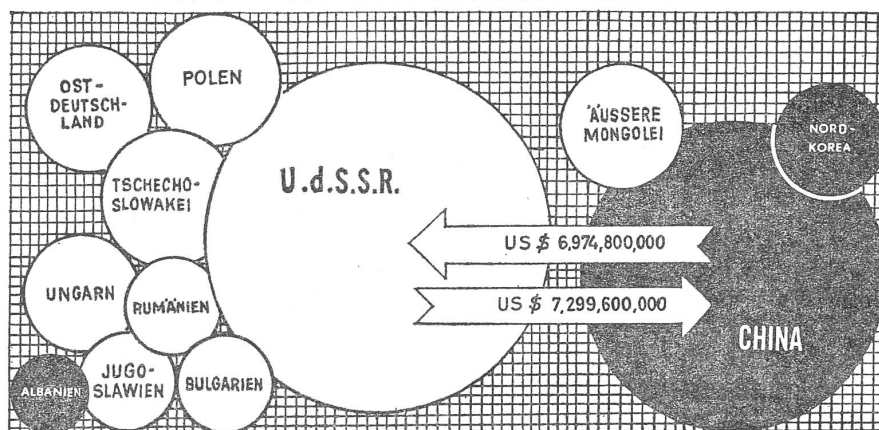 OST-
DEUTSCH-
LAND
POLEN
TSCHECHO-
SLOWAKEI
U.d.S.S.R.
ÄUSSERE
MONGOLEI
NORD-
KOREA
US $ 6,974,800,000
US $ 7,299,600,000
UNGARN
RUMÄNIEN
CHINA
ALBANIEN
JUGO-
SLAWIEN
BULGARIEN